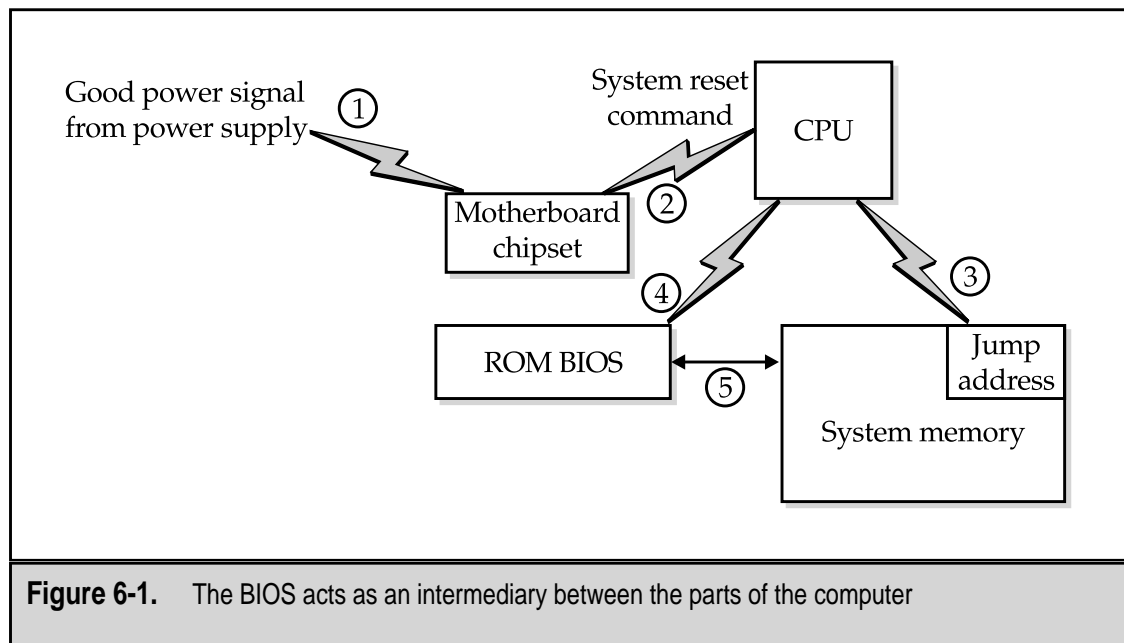 Good power signal
from power supply
1
System reset
command
CPU
2
Motherboard
chipset
4
3
ROM BIOS
5
Jump
address
System memory
Figure 6-1. The BIOS acts as an intermediary between the parts of the computer